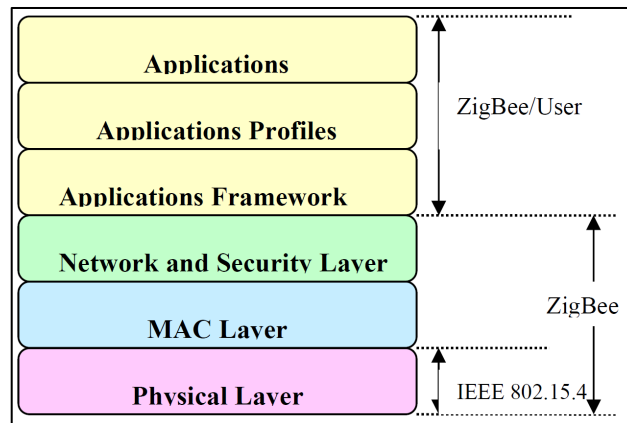 Applications
ZigBee/User
Applications Profiles
Applications Framework
Network and Security Layer
ZigBee
MAC Layer
Physical Layer
IEEE 802.15.4